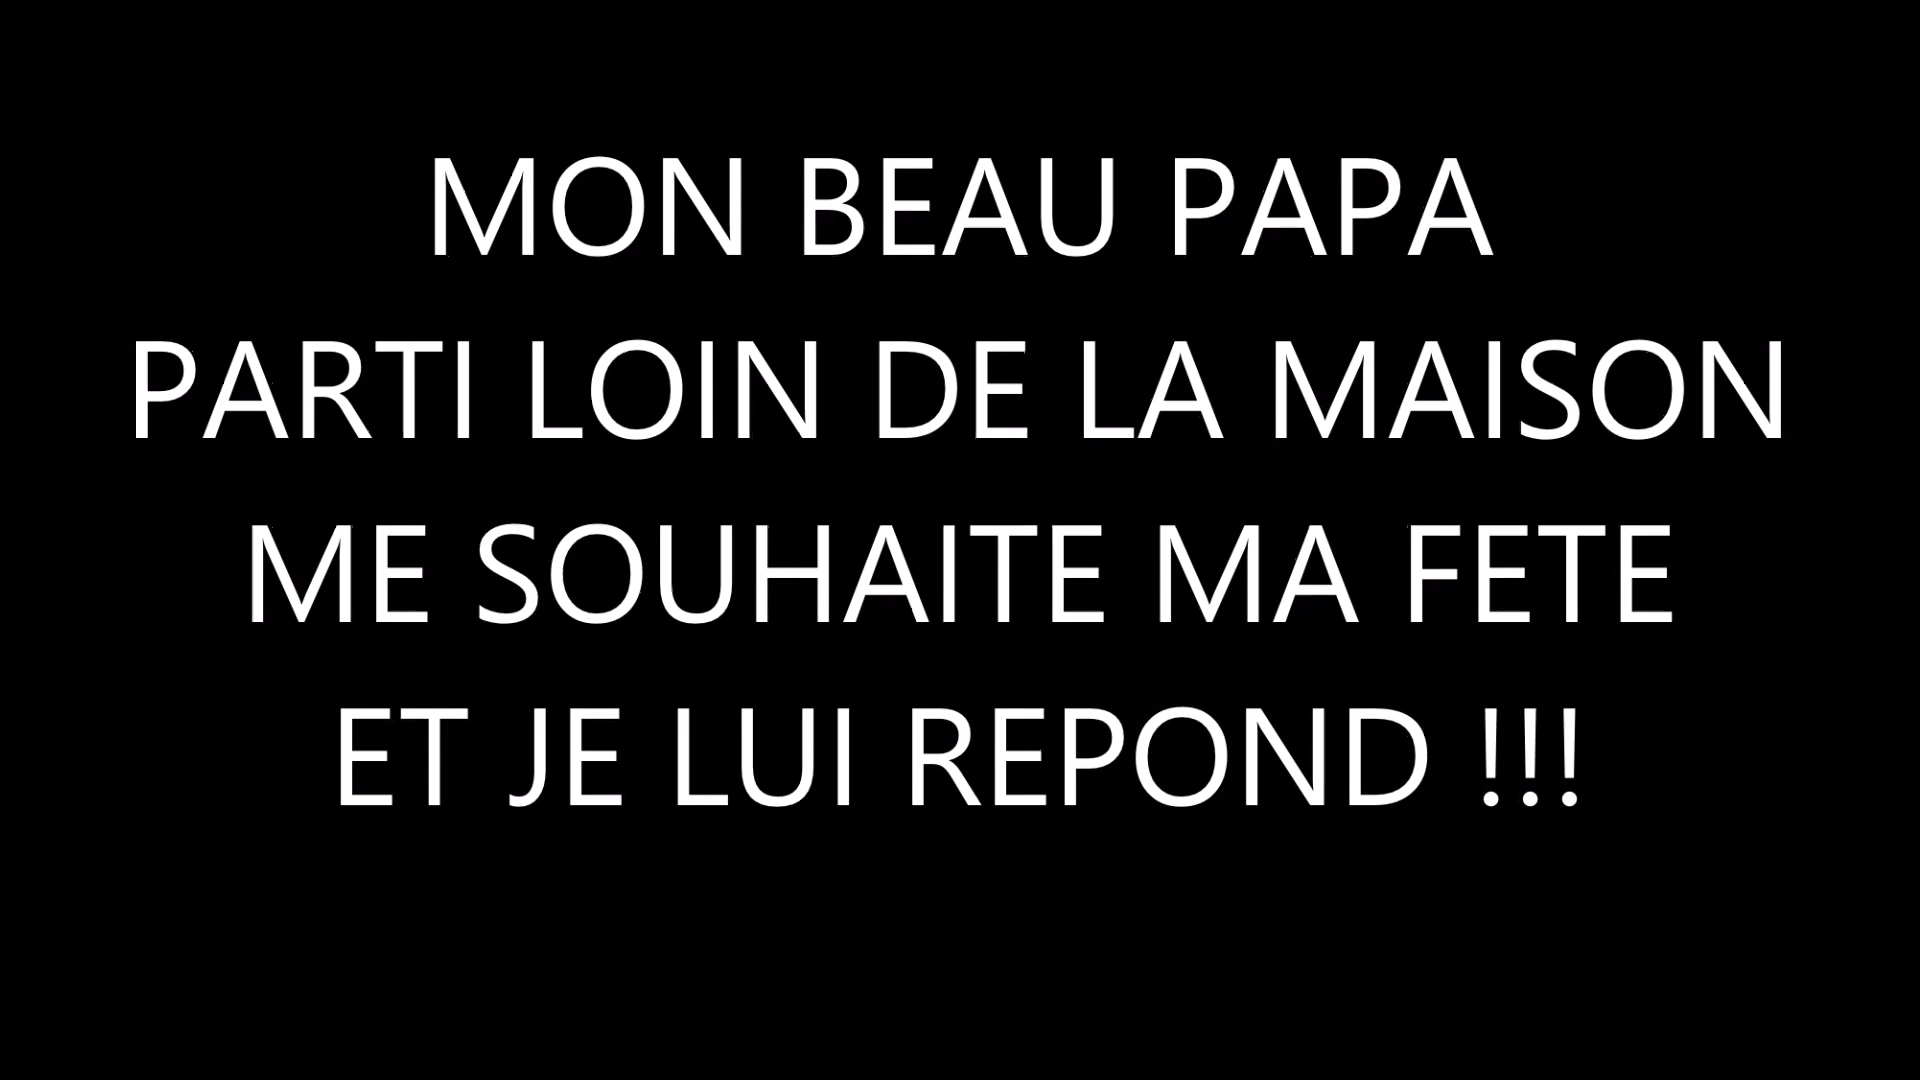 MON BEAU PAPA
PARTI LOIN DE LA MAISON
ME SOUHAITE MA FETE
ET JE LUI REPOND !!!